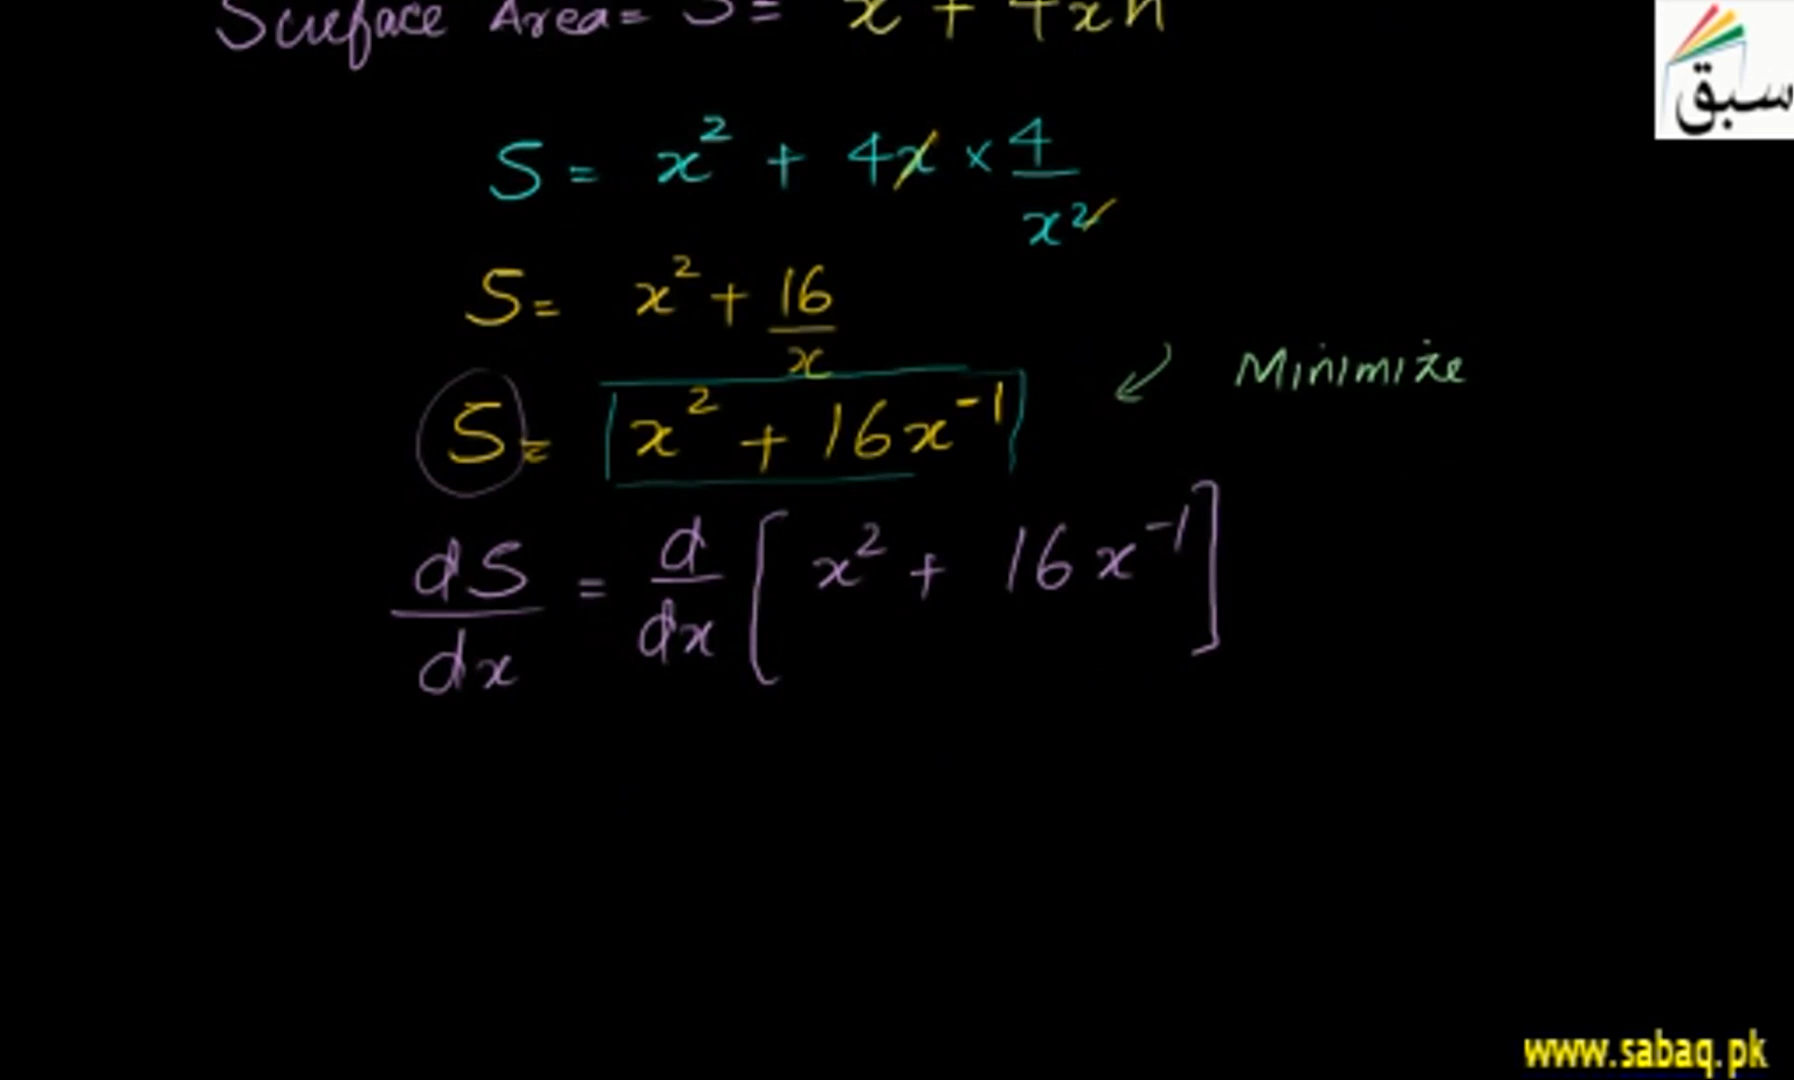 Surface Area = S = x + 4xh
سبق
S = x² + 4x × 4/x²
S = x² + 16/x
S = x² + 16x⁻¹
Minimize
dS/dx = d/dx [x² + 16x⁻¹]
www.sabaq.pk